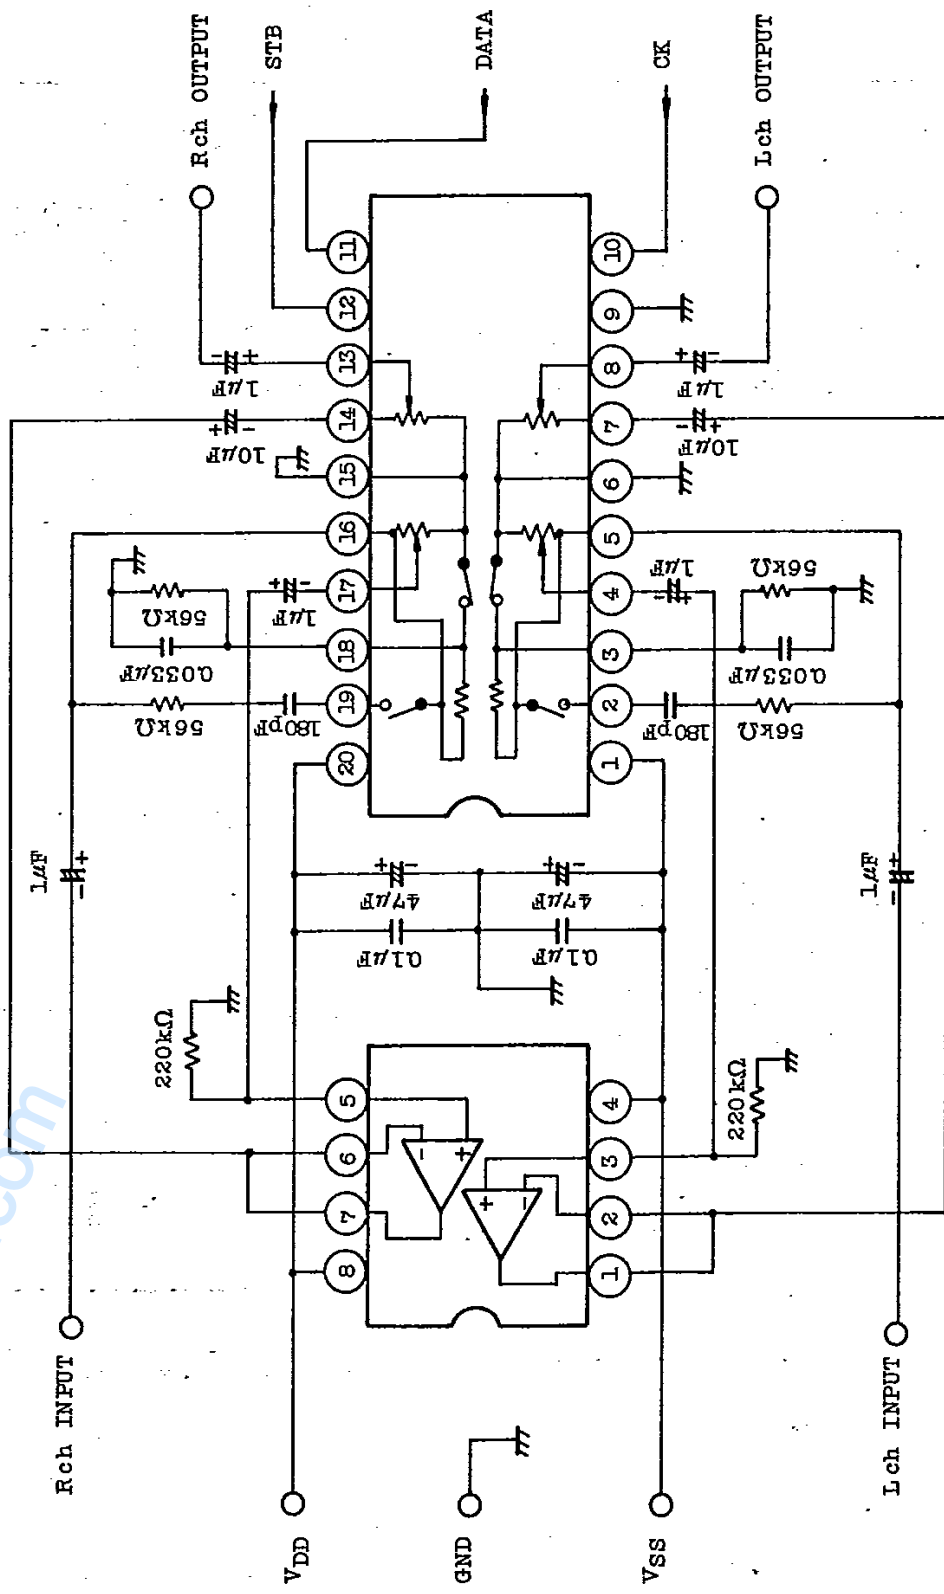 Rch INPUT
1μF
Rch OUTPUT
STB
DATA
CK
Lch OUTPUT
220kΩ
56kΩ
180pF
0.033μF
56kΩ
1μF
10μF
1μF
20
19
18
17
16
15
14
13
12
11
VDD
8
7
6
5
0.1μF
47μF
GND
0.1μF
47μF
VSS
1
2
3
4
1
2
3
4
5
6
7
8
9
10
220kΩ
56kΩ
180pF
0.033μF
56kΩ
1μF
10μF
1μF
Lch INPUT
1μF
com